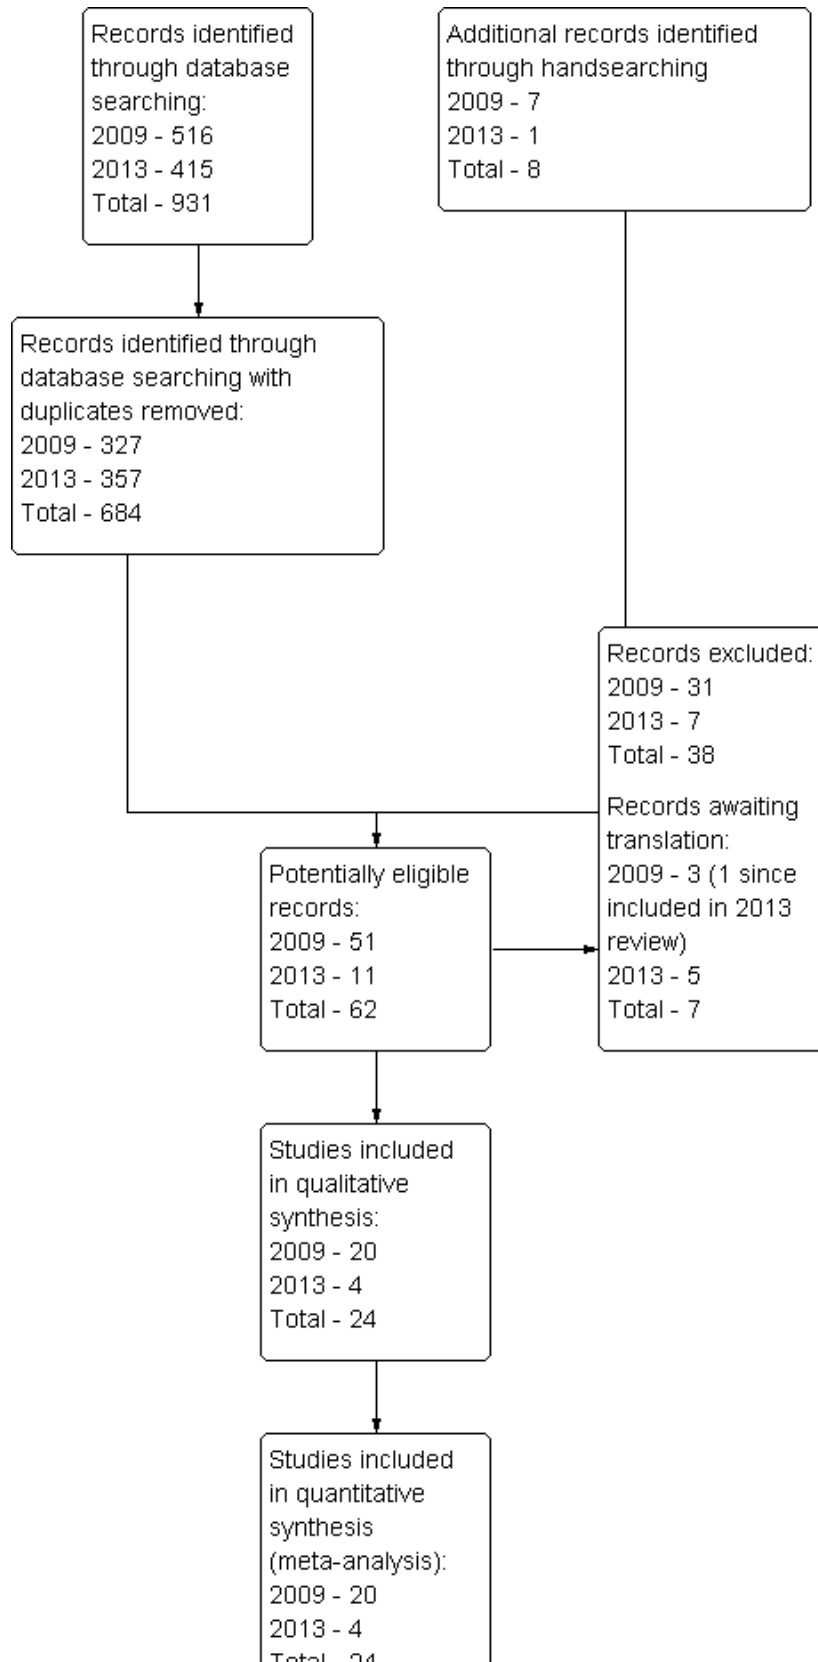 Records identified
through database
searching:
2009 - 516
2013 - 415
Total - 931
Additional records identified
through handsearching
2009 - 7
2013 - 1
Total - 8
Records identified through
database searching with
duplicates removed:
2009 - 327
2013 - 357
Total - 684
Records excluded:
2009 - 31
2013 - 7
Total - 38
Records awaiting
translation:
2009 - 3 (1 since
included in 2013
review)
2013 - 5
Total - 7
Potentially eligible
records:
2009 - 51
2013 - 11
Total - 62
Studies included
in qualitative
synthesis:
2009 - 20
2013 - 4
Total - 24
Studies included
in quantitative
synthesis
(meta-analysis):
2009 - 20
2013 - 4
Total - 24